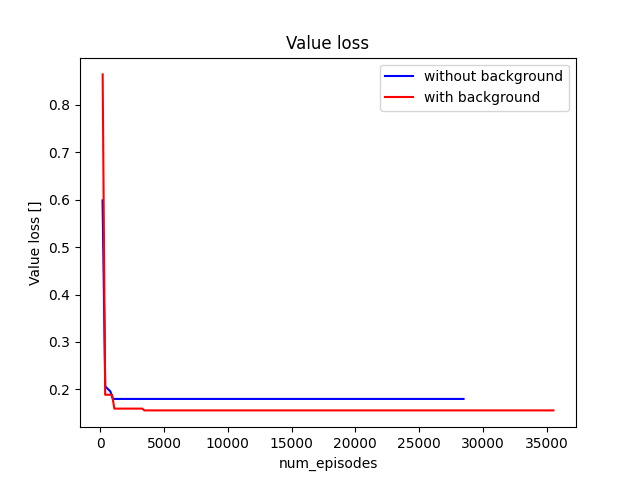 Value loss
without background
with background
0.8
0.7
0.6
0.5
0.4
0.3
0.2
Value loss []
0 5000 10000 15000 20000 25000 30000 35000
num_episodes